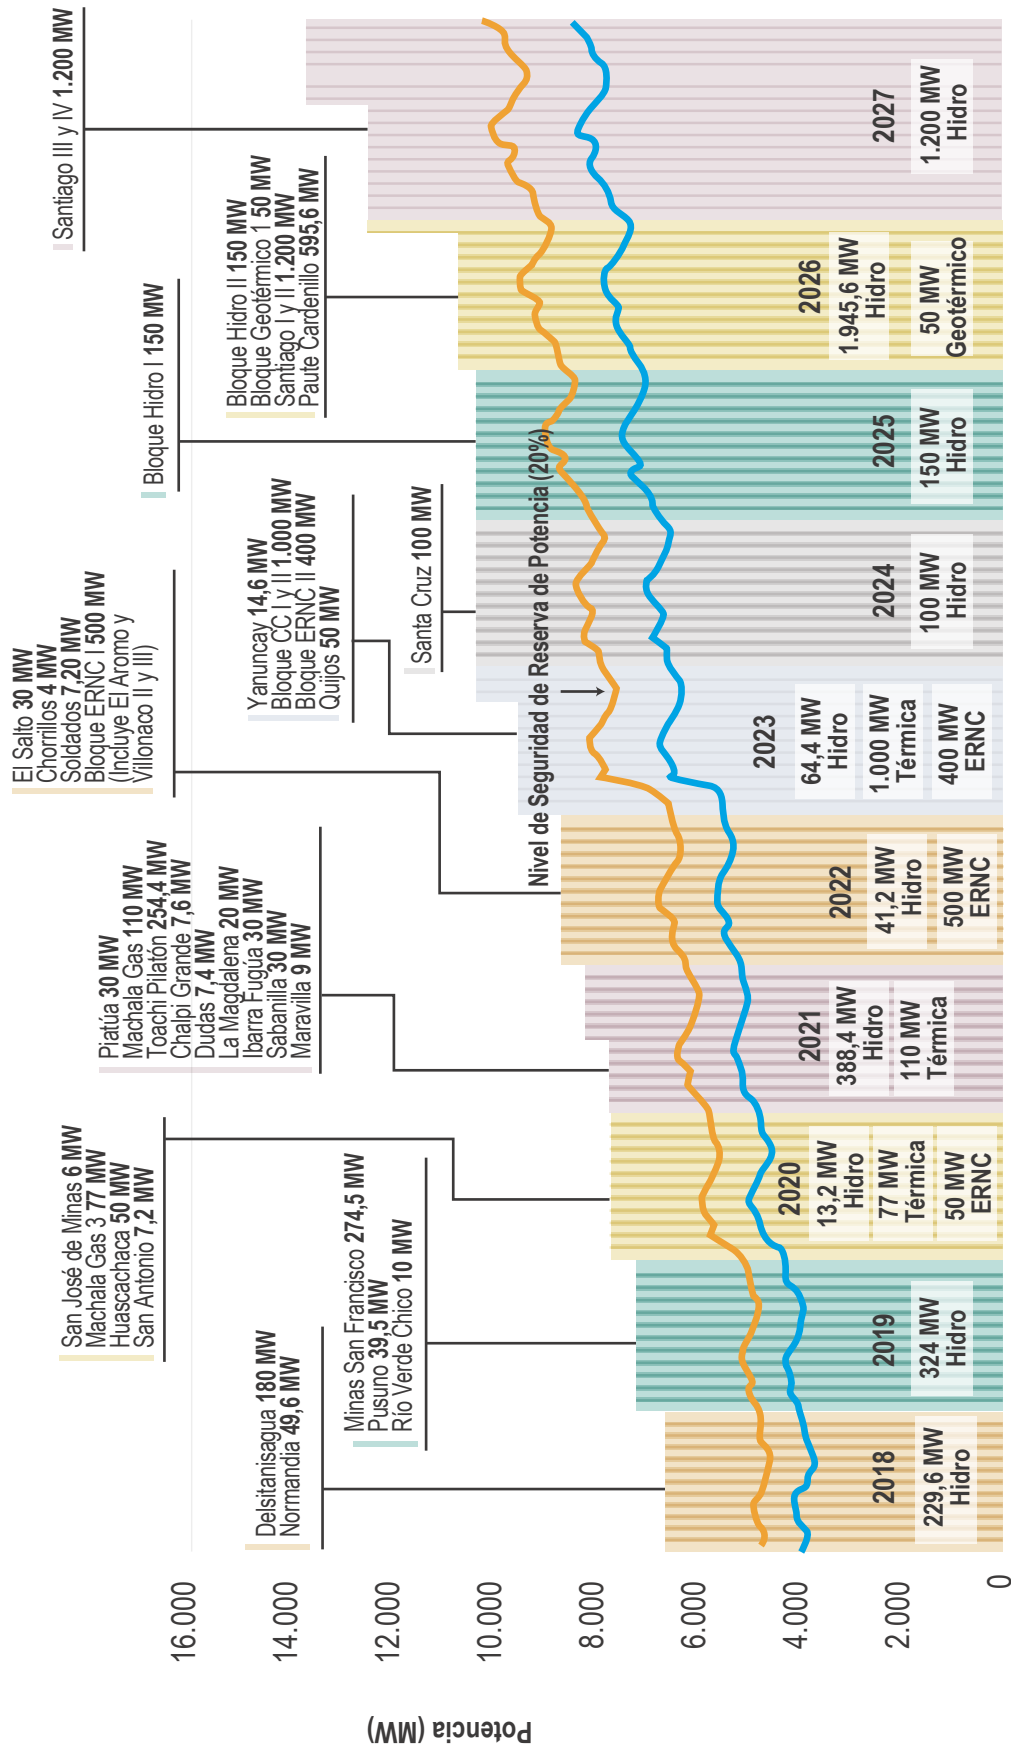 Potencia (MW)
16.000
14.000
12.000
10.000
8.000
6.000
4.000
2.000
0
Delsitanisagua 180 MW
Normandia 49,6 MW
Minas San Francisco 274,5 MW
Pusuno 39,5 MW
Río Verde Chico 10 MW
San José de Minas 6 MW
Machala Gas 3 77 MW
Huascachaca 50 MW
San Antonio 7,2 MW
Piatúa 30 MW
Machala Gas 110 MW
Toachi Pilatón 254,4 MW
Chalpi Grande 7,6 MW
Dudas 7,4 MW
La Magdalena 20 MW
Ibarra Fugúa 30 MW
Sabanilla 30 MW
Maravilla 9 MW
El Salto 30 MW
Chorrillos 4 MW
Soldados 7,20 MW
Bloque ERNC I 500 MW
(Incluye El Aromo y
Villonaco II y III)
Yanuncay 14,6 MW
Bloque CC I y II 1.000 MW
Bloque ERNC II 400 MW
Quijos 50 MW
Santa Cruz 100 MW
Bloque Hidro I 150 MW
Bloque Hidro II 150 MW
Bloque Geotérmico 1 50 MW
Santiago I y II 1.200 MW
Paute Cardenillo 595,6 MW
Santiago III y IV 1.200 MW
Nivel de Seguridad de Reserva de Potencia (20%)
2018
229,6 MW
Hidro
2019
324 MW
Hidro
2020
13,2 MW
Hidro
77 MW
Térmica
50 MW
ERNC
2021
388,4 MW
Hidro
110 MW
Térmica
2022
41,2 MW
Hidro
500 MW
ERNC
2023
64,4 MW
Hidro
1.000 MW
Térmica
400 MW
ERNC
2024
100 MW
Hidro
2025
150 MW
Hidro
2026
1.945,6 MW
Hidro
50 MW
Geotérmico
2027
1.200 MW
Hidro